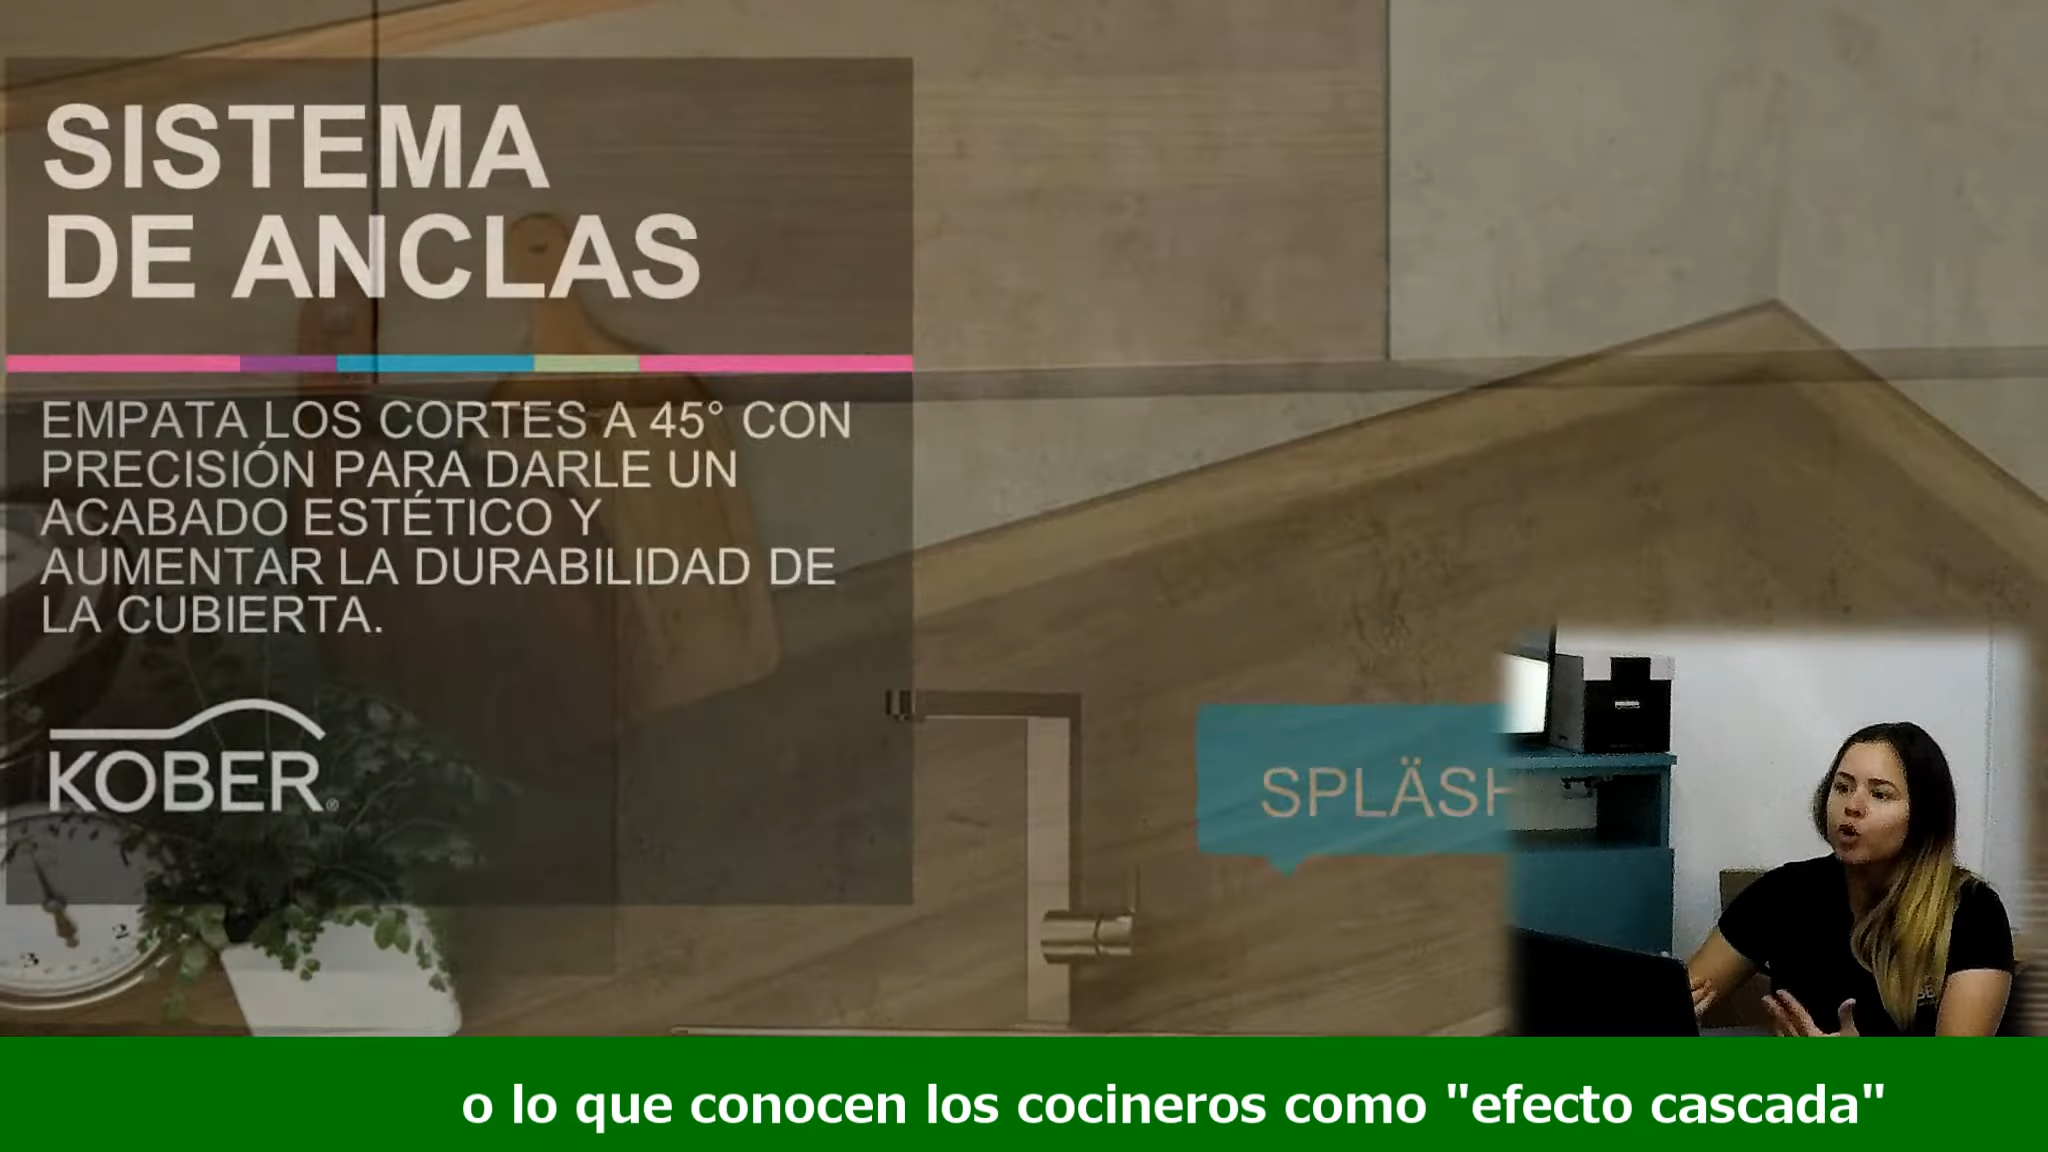 SISTEMA
DE ANCLAS
EMPATA LOS CORTES A 45° CON
PRECISIÓN PARA DARLE UN
ACABADO ESTÉTICO Y
AUMENTAR LA DURABILIDAD DE
LA CUBIERTA.
KOBER®
SPLÄSH
o lo que conocen los cocineros como "efecto cascada"